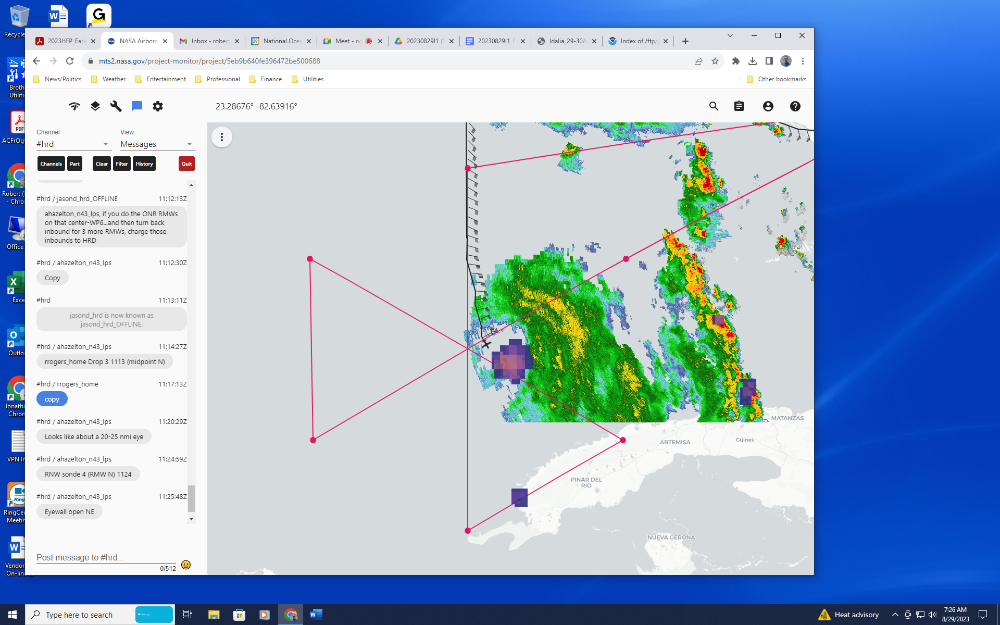 Recycle
G
W
2023HFP_Early
NASA Airborn
Inbox - robert
29
National Ocea
Meet - no
20230829I1 (N
20230829I1_F
Idalia_29-30A
Index of /ftp/
mts2.nasa.gov/project-monitor/project/5eb9b640fe396472be500688
News/Politics
Weather
Entertainment
Professional
Finance
Utilities
Other bookmarks
23.28676° -82.63916°
Channel
View
#hrd
Messages
Channels
Part
Clear
Filter
History
Quit
#hrd / jasond_hrd_OFFLINE
11:12:13Z
ahazelton_n43_lps, if you do the ONR RMWs
on that center-WP6...and then turn back
inbound for 3 more RMWs, charge those
inbounds to HRD
#hrd / ahazelton_n43_lps
11:12:30Z
Copy
#hrd
11:13:11Z
jasond_hrd is now known as
jasond_hrd_OFFLINE.
#hrd / ahazelton_n43_lps
11:14:27Z
rrogers_home Drop 3 1113 (midpoint N)
#hrd / rrogers_home
11:17:13Z
copy
#hrd / ahazelton_n43_lps
11:20:29Z
Looks like about a 20-25 nmi eye
#hrd / ahazelton_n43_lps
11:24:59Z
RNW sonde 4 (RMW N) 1124
#hrd / ahazelton_n43_lps
11:25:48Z
Eyewall open NE
Post message to #hrd...
0/512
MATANZAS
ARTEMISA
Güines
PINAR DEL
RIO
NUEVA GERONA
Broth
Utiliti
PDF
ACFrOg
Robert (
- Chro
Office
X
Exce
O
Outlo
Jonatha
Chron
VPN In
Ring
RingCe
Meetin
W
Vendor
On-line ...
Type here to search
W
Heat advisory
7:26 AM
8/29/2023